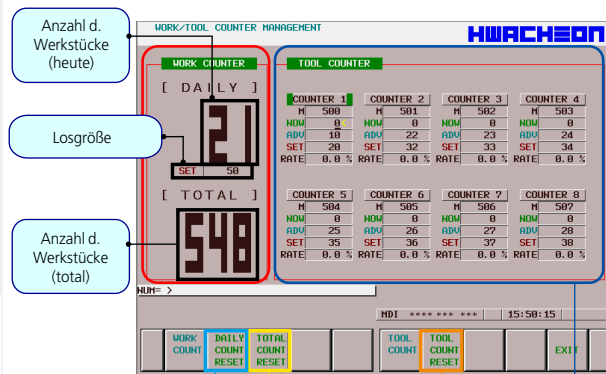 WORK/TOOL COUNTER MANAGEMENT
HWACHEON
Anzahl d.
Werkstücke
(heute)
Losgröße
Anzahl d.
Werkstücke
(total)
WORK COUNTER
[ DAILY ]
21
SET 50
[ TOTAL ]
548
TOOL COUNTER
COUNTER 1 COUNTER 2 COUNTER 3 COUNTER 4
M 500 M 501 M 502 M 503
NOW 0 NOW 0 NOW 0 NOW 0
ADV 10 ADV 22 ADV 23 ADV 24
SET 20 SET 32 SET 33 SET 34
RATE 0.0 % RATE 0.0 % RATE 0.0 % RATE 0.0 %
COUNTER 5 COUNTER 6 COUNTER 7 COUNTER 8
M 504 M 505 M 506 M 507
NOW 0 NOW 0 NOW 0 NOW 0
ADV 25 ADV 26 ADV 27 ADV 28
SET 35 SET 36 SET 37 SET 38
RATE 0.0 % RATE 0.0 % RATE 0.0 % RATE 0.0 %
NUM= >
MDI **** *** *** 15:50:15
WORK DAILY TOTAL TOOL TOOL
COUNT COUNT COUNT COUNT COUNT EXIT
RESET RESET RESET